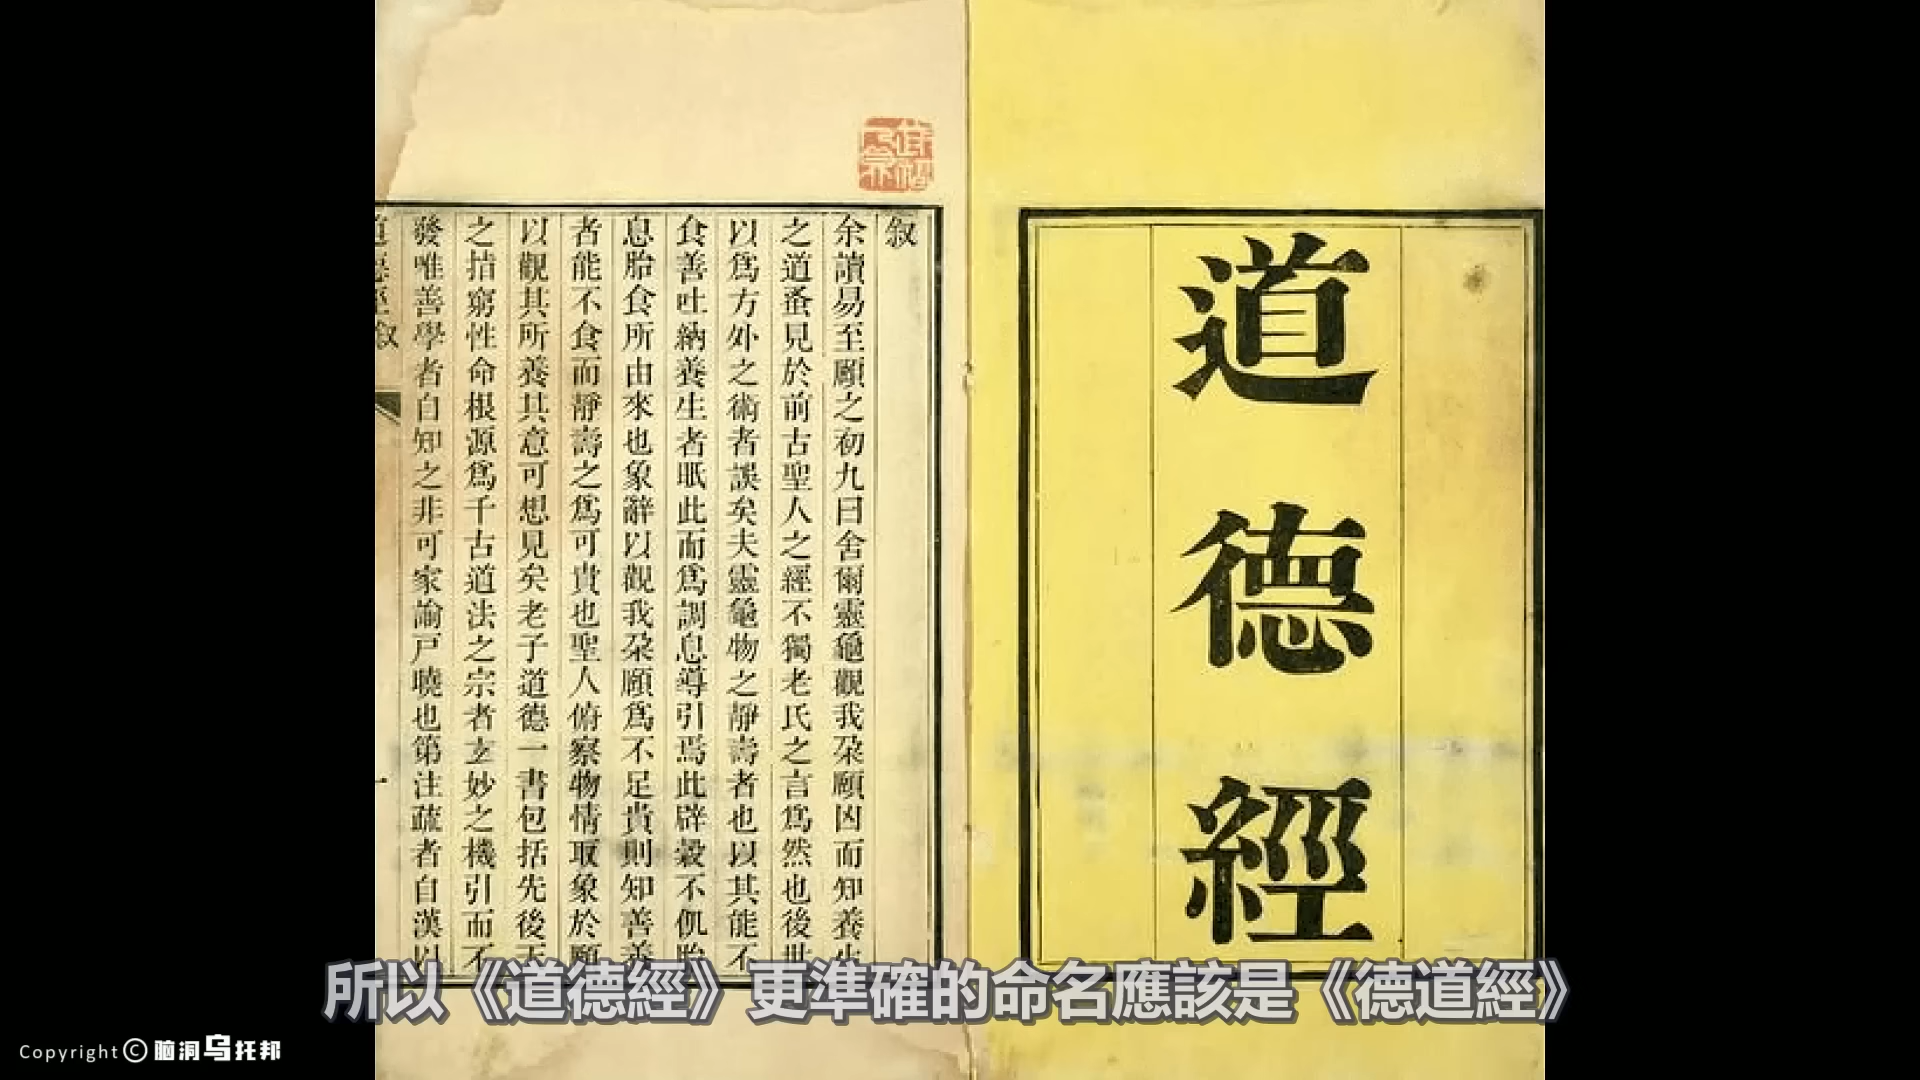 道德經
叙
余讀易至頤之初九曰舍爾靈龜觀我朶頤凶而知養生
之道蚤見於前古聖人之經不獨老氏之言爲然也後世
以爲方外之術者誤矣夫靈龜物之靜壽者也以其能不
食善吐納養生者眂此而爲調息導引焉此辟穀不飢胎
息胎食所由來也象辭以觀我朶頤爲不足貴則知善養
者能不食而靜壽之爲可貴也聖人俯察物情取象於頤
以觀其所養其意可想見矣老子道德一書包括先後天
之指窮性命根源爲千古道法之宗者玄妙之機引而不
發唯善學者自知之非可家諭戸曉也第注疏者自漢以
道德經叙
一
所以《道德經》更準確的命名應該是《德道經》
Copyright © 脑洞乌托邦